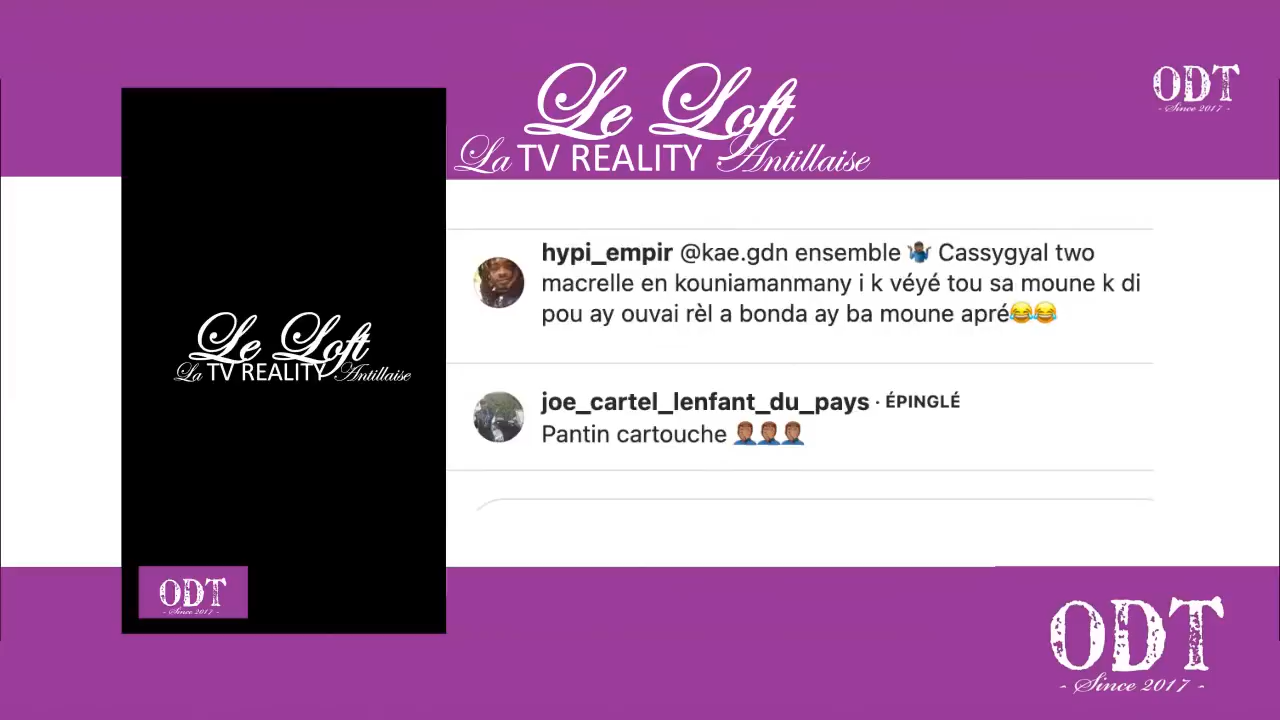 Le Loft
La TV REALITY Antillaise
ODT
- Since 2017 -
hypi_empir @kae.gdn ensemble 🤷🏾‍♂️ Cassygyal two
macrelle en kouniamanmany i k véyé tou sa moune k di
pou ay ouvai rèl a bonda ay ba moune apré😂😂
joe_cartel_lenfant_du_pays · ÉPINGLÉ
Pantin cartouche 🤦🏽‍♂️🤦🏽‍♂️🤦🏽‍♂️
Le Loft
La TV REALITY Antillaise
ODT
- Since 2017 -
ODT
- Since 2017 -